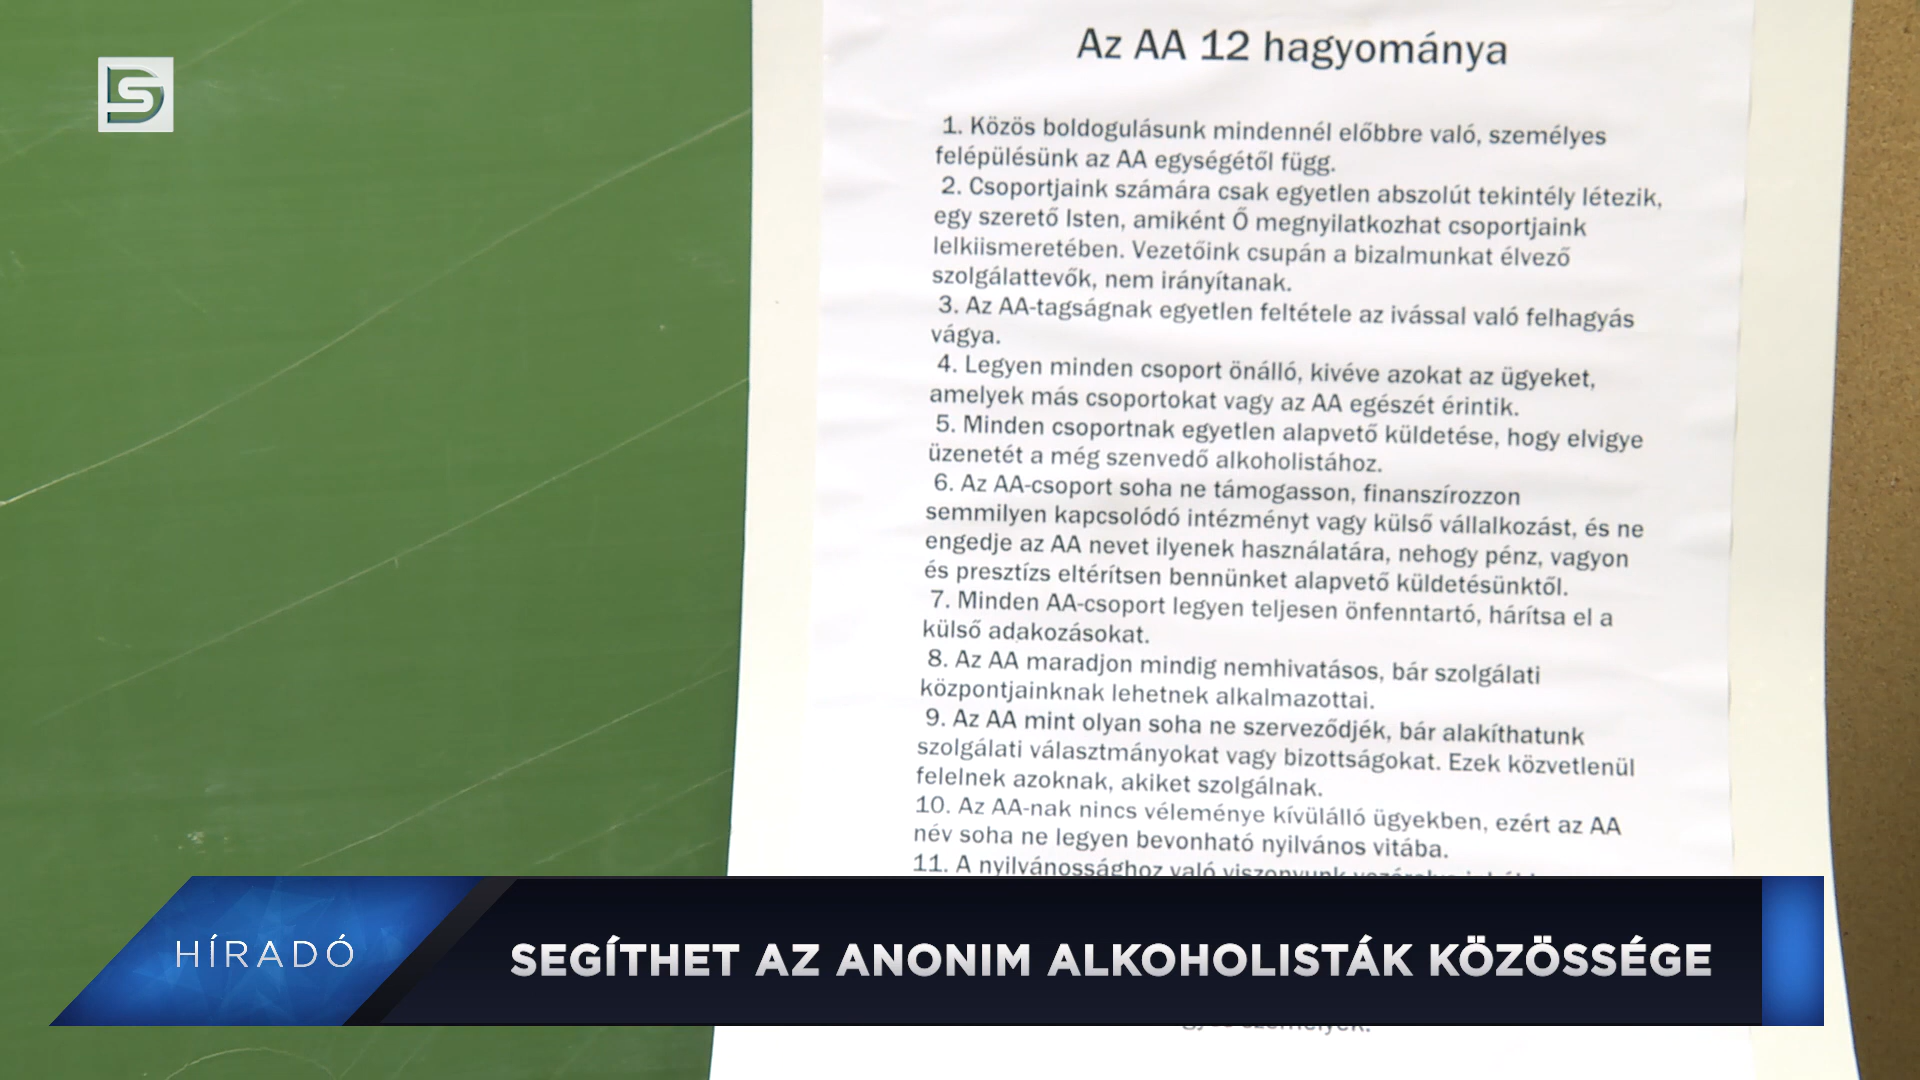 Az AA 12 hagyománya
1. Közös boldogulásunk mindennél előbbre való, személyes
felépülésünk az AA egységétől függ.
2. Csoportjaink számára csak egyetlen abszolút tekintély létezik,
egy szerető Isten, amiként Ő megnyilatkozhat csoportjaink
lelkiismeretében. Vezetőink csupán a bizalmunkat élvező
szolgálattevők, nem irányítanak.
3. Az AA-tagságnak egyetlen feltétele az ivással való felhagyás
vágya.
4. Legyen minden csoport önálló, kivéve azokat az ügyeket,
amelyek más csoportokat vagy az AA egészét érintik.
5. Minden csoportnak egyetlen alapvető küldetése, hogy elvigye
üzenetét a még szenvedő alkoholistához.
6. Az AA-csoport soha ne támogasson, finanszírozzon
semmilyen kapcsolódó intézményt vagy külső vállalkozást, és ne
engedje az AA nevet ilyenek használatára, nehogy pénz, vagyon
és presztízs eltérítsen bennünket alapvető küldetésünktől.
7. Minden AA-csoport legyen teljesen önfenntartó, hárítsa el a
külső adakozásokat.
8. Az AA maradjon mindig nemhivatásos, bár szolgálati
központjainknak lehetnek alkalmazottai.
9. Az AA mint olyan soha ne szerveződjék, bár alakíthatunk
szolgálati választmányokat vagy bizottságokat. Ezek közvetlenül
felelnek azoknak, akiket szolgálnak.
10. Az AA-nak nincs véleménye kívülálló ügyekben, ezért az AA
név soha ne legyen bevonható nyilvános vitába.
11. A nyilvánossághoz való viszonyunk
HÍRADÓ
SEGÍTHET AZ ANONIM ALKOHOLISTÁK KÖZÖSSÉGE